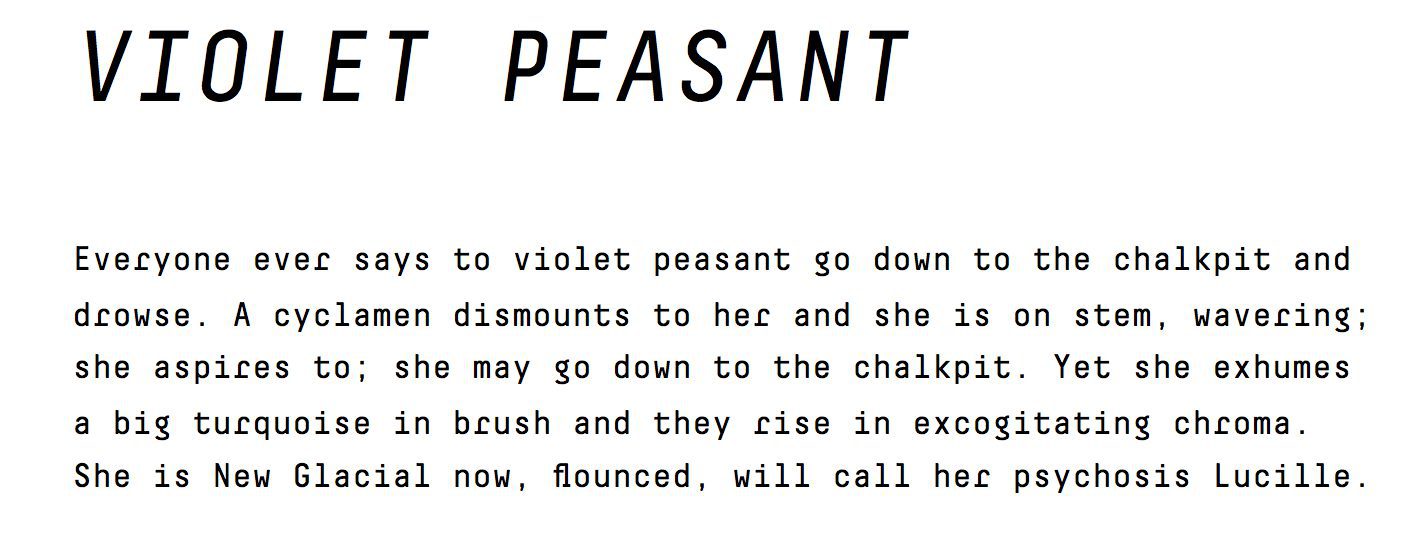 VIOLET PEASANT
Everyone ever says to violet peasant go down to the chalkpit and
drowse. A cyclamen dismounts to her and she is on stem, wavering;
she aspires to; she may go down to the chalkpit. Yet she exhumes
a big turquoise in brush and they rise in excogitating chroma.
She is New Glacial now, flounced, will call her psychosis Lucille.